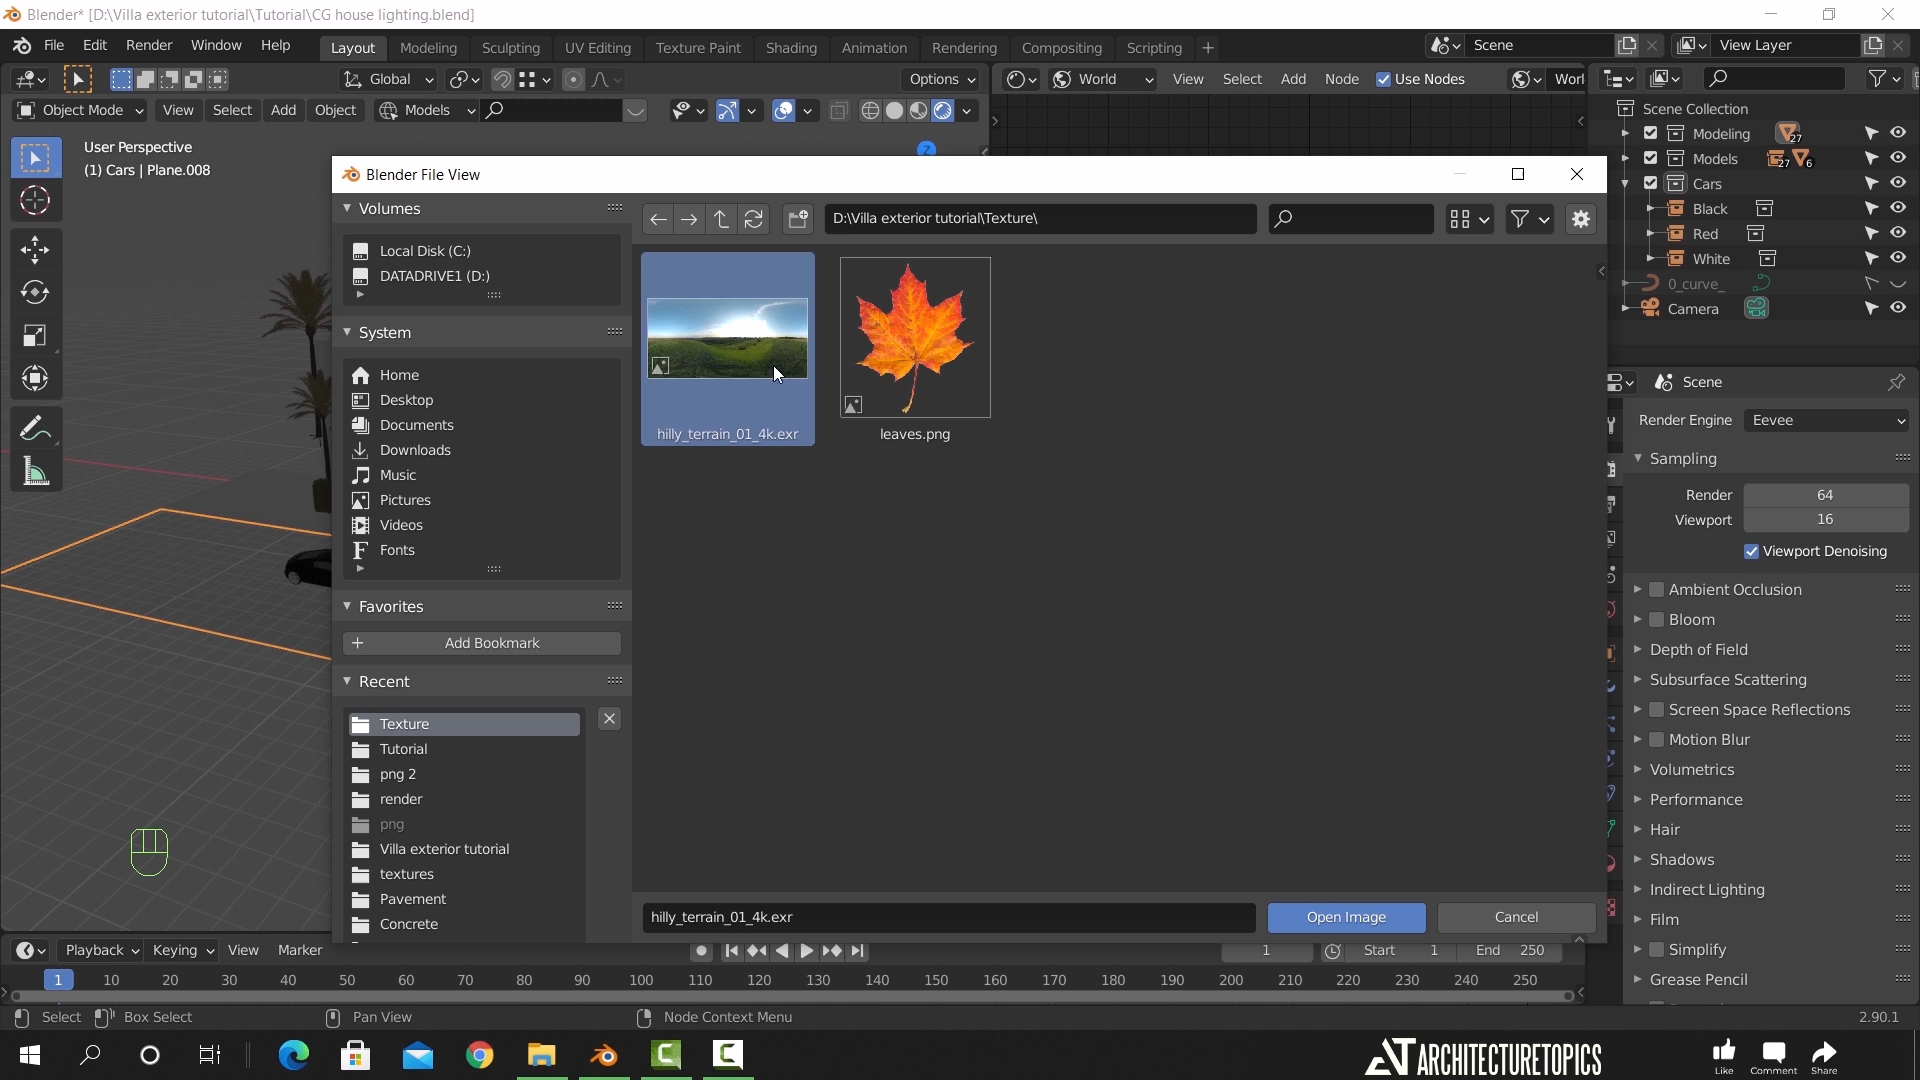 Blender* [D:\Villa exterior tutorial\Tutorial\CG house lighting.blend]
File Edit Render Window Help Layout Modeling Sculpting UV Editing Texture Paint Shading Animation Rendering Compositing Scripting + Scene View Layer
Global Options World View Select Add Node Use Nodes Worl
Object Mode View Select Add Object Models
User Perspective
(1) Cars | Plane.008
Z
Scene Collection
Modeling 27
Models 27 6
Cars
Black
Red
White
0_curve_
Camera
Blender File View
Volumes
Local Disk (C:)
DATADRIVE1 (D:)
System
Home
Desktop
Documents
Downloads
Music
Pictures
Videos
Fonts
Favorites
+ Add Bookmark
Recent
Texture
Tutorial
png 2
render
png
Villa exterior tutorial
textures
Pavement
Concrete
D:\Villa exterior tutorial\Texture\
hilly_terrain_01_4k.exr
leaves.png
hilly_terrain_01_4k.exr
Open Image
Cancel
Scene
Render Engine Eevee
Sampling
Render 64
Viewport 16
Viewport Denoising
Ambient Occlusion
Bloom
Depth of Field
Subsurface Scattering
Screen Space Reflections
Motion Blur
Volumetrics
Performance
Hair
Shadows
Indirect Lighting
Film
Simplify
Grease Pencil
Playback Keying View Marker 1 Start 1 End 250
1 10 20 30 40 50 60 70 80 90 100 110 120 130 140 150 160 170 180 190 200 210 220 230 240 250
Select Box Select Pan View Node Context Menu 2.90.1
AT ARCHITECTURETOPICS
Like Comment Share